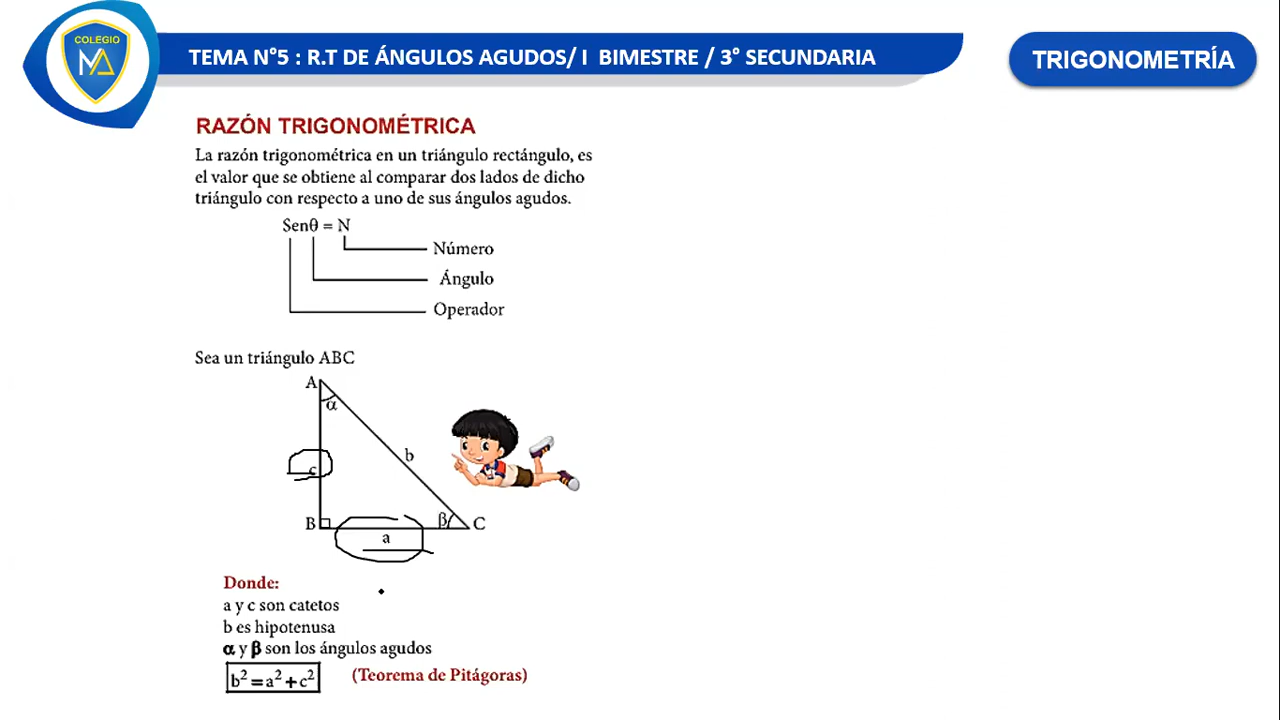 COLEGIO
MA
TEMA N°5 : R.T DE ÁNGULOS AGUDOS/ I BIMESTRE / 3° SECUNDARIA
TRIGONOMETRÍA
RAZÓN TRIGONOMÉTRICA
La razón trigonométrica en un triángulo rectángulo, es
el valor que se obtiene al comparar dos lados de dicho
triángulo con respecto a uno de sus ángulos agudos.
Senθ = N
Número
Ángulo
Operador
Sea un triángulo ABC
A
α
b
c
B
β
C
a
Donde:
a y c son catetos
b es hipotenusa
α y β son los ángulos agudos
b² = a² + c² (Teorema de Pitágoras)